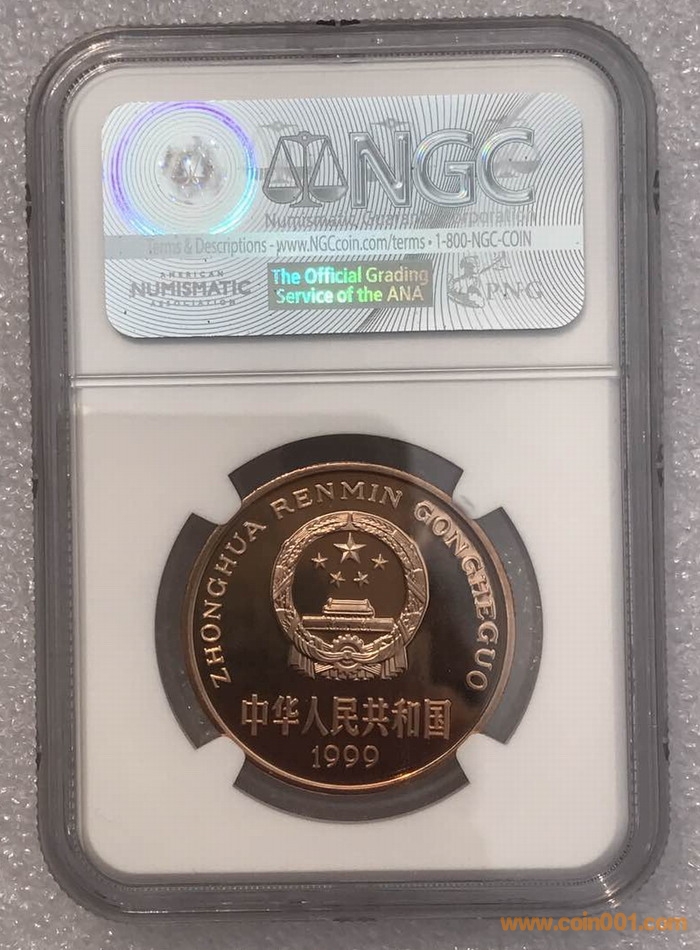 NGC
Numismatic Guaranty Corporation
Terms & Descriptions - www.NGCcoin.com/terms • 1-800-NGC-COIN
AMERICAN
NUMISMATIC
ASSOCIATION
The Official Grading
Service of the ANA
PNG
ZHONGHUA RENMIN GONGHEGUO
中华人民共和国
1999
www.coin001.com